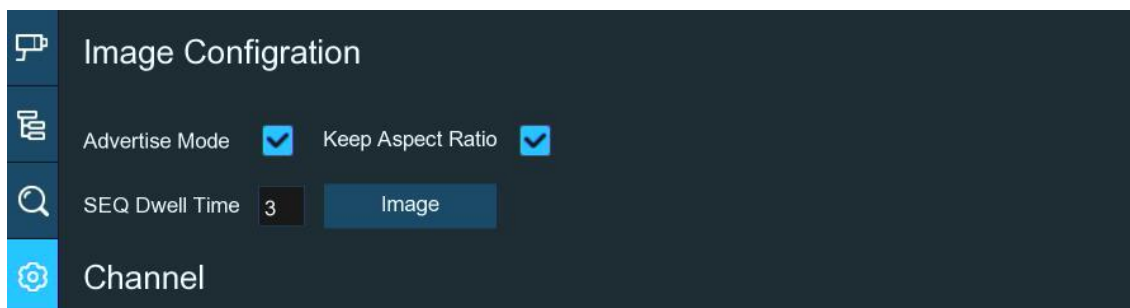 Image Configration
Advertise Mode Keep Aspect Ratio
SEQ Dwell Time 3 Image
Channel